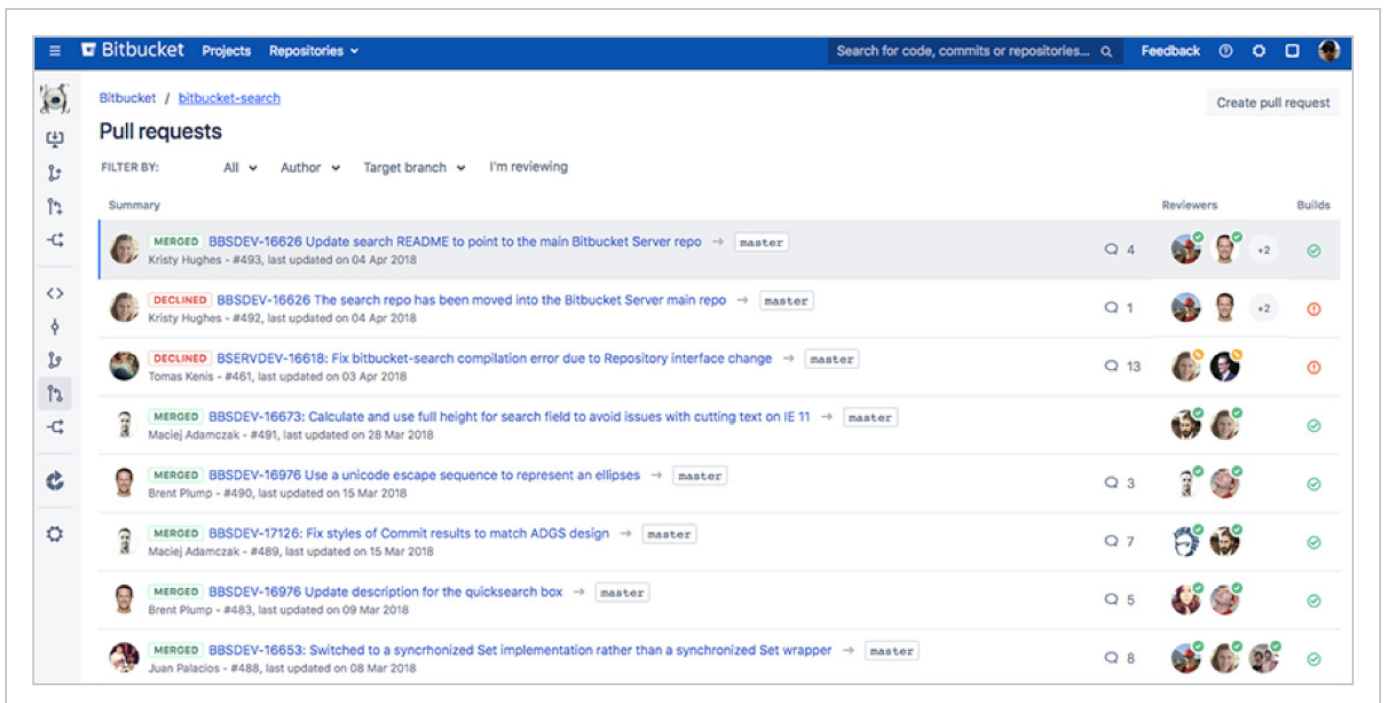 Bitbucket Projects Repositories Search for code, commits or repositories... Feedback
Bitbucket / bitbucket-search
Create pull request
Pull requests
FILTER BY: All Author Target branch I'm reviewing
Summary Reviewers Builds
MERGED BBSDEV-16626 Update search README to point to the main Bitbucket Server repo → master 4 +2
Kristy Hughes - #493, last updated on 04 Apr 2018
DECLINED BBSDEV-16626 The search repo has been moved into the Bitbucket Server main repo → master 1 +2
Kristy Hughes - #492, last updated on 04 Apr 2018
DECLINED BSERVDEV-16618: Fix bitbucket-search compilation error due to Repository interface change → master 13
Tomas Kenis - #461, last updated on 03 Apr 2018
MERGED BBSDEV-16673: Calculate and use full height for search field to avoid issues with cutting text on IE 11 → master
Maciej Adamczak - #491, last updated on 28 Mar 2018
MERGED BBSDEV-16976 Use a unicode escape sequence to represent an ellipses → master 3
Brent Plump - #490, last updated on 15 Mar 2018
MERGED BBSDEV-17126: Fix styles of Commit results to match ADGS design → master 7
Maciej Adamczak - #489, last updated on 15 Mar 2018
MERGED BBSDEV-16976 Update description for the quicksearch box → master 5
Brent Plump - #483, last updated on 09 Mar 2018
MERGED BBSDEV-16653: Switched to a syncrhonized Set implementation rather than a synchronized Set wrapper → master 8
Juan Palacios - #488, last updated on 08 Mar 2018